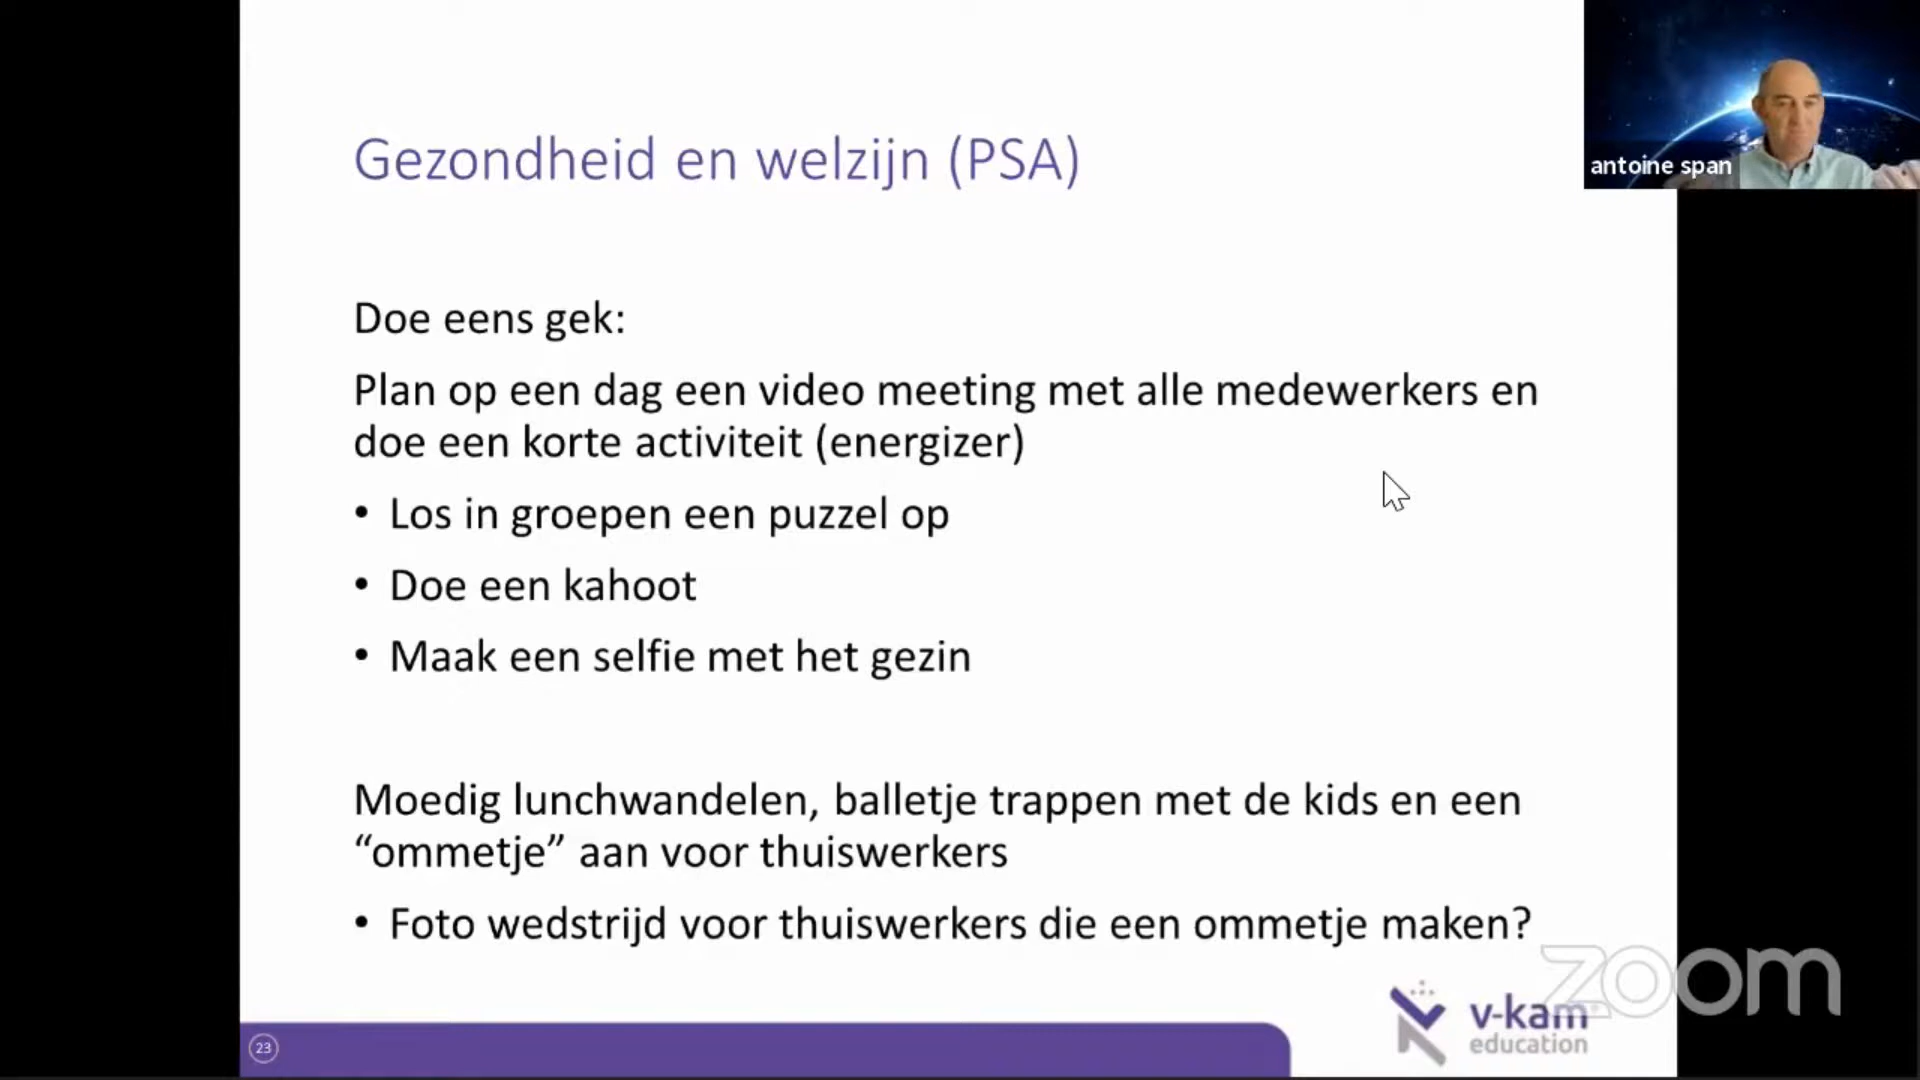 antoine span
Gezondheid en welzijn (PSA)
Doe eens gek:
Plan op een dag een video meeting met alle medewerkers en
doe een korte activiteit (energizer)
• Los in groepen een puzzel op
• Doe een kahoot
• Maak een selfie met het gezin
Moedig lunchwandelen, balletje trappen met de kids en een
“ommetje” aan voor thuiswerkers
• Foto wedstrijd voor thuiswerkers die een ommetje maken?
zoom
v-kam
education
23